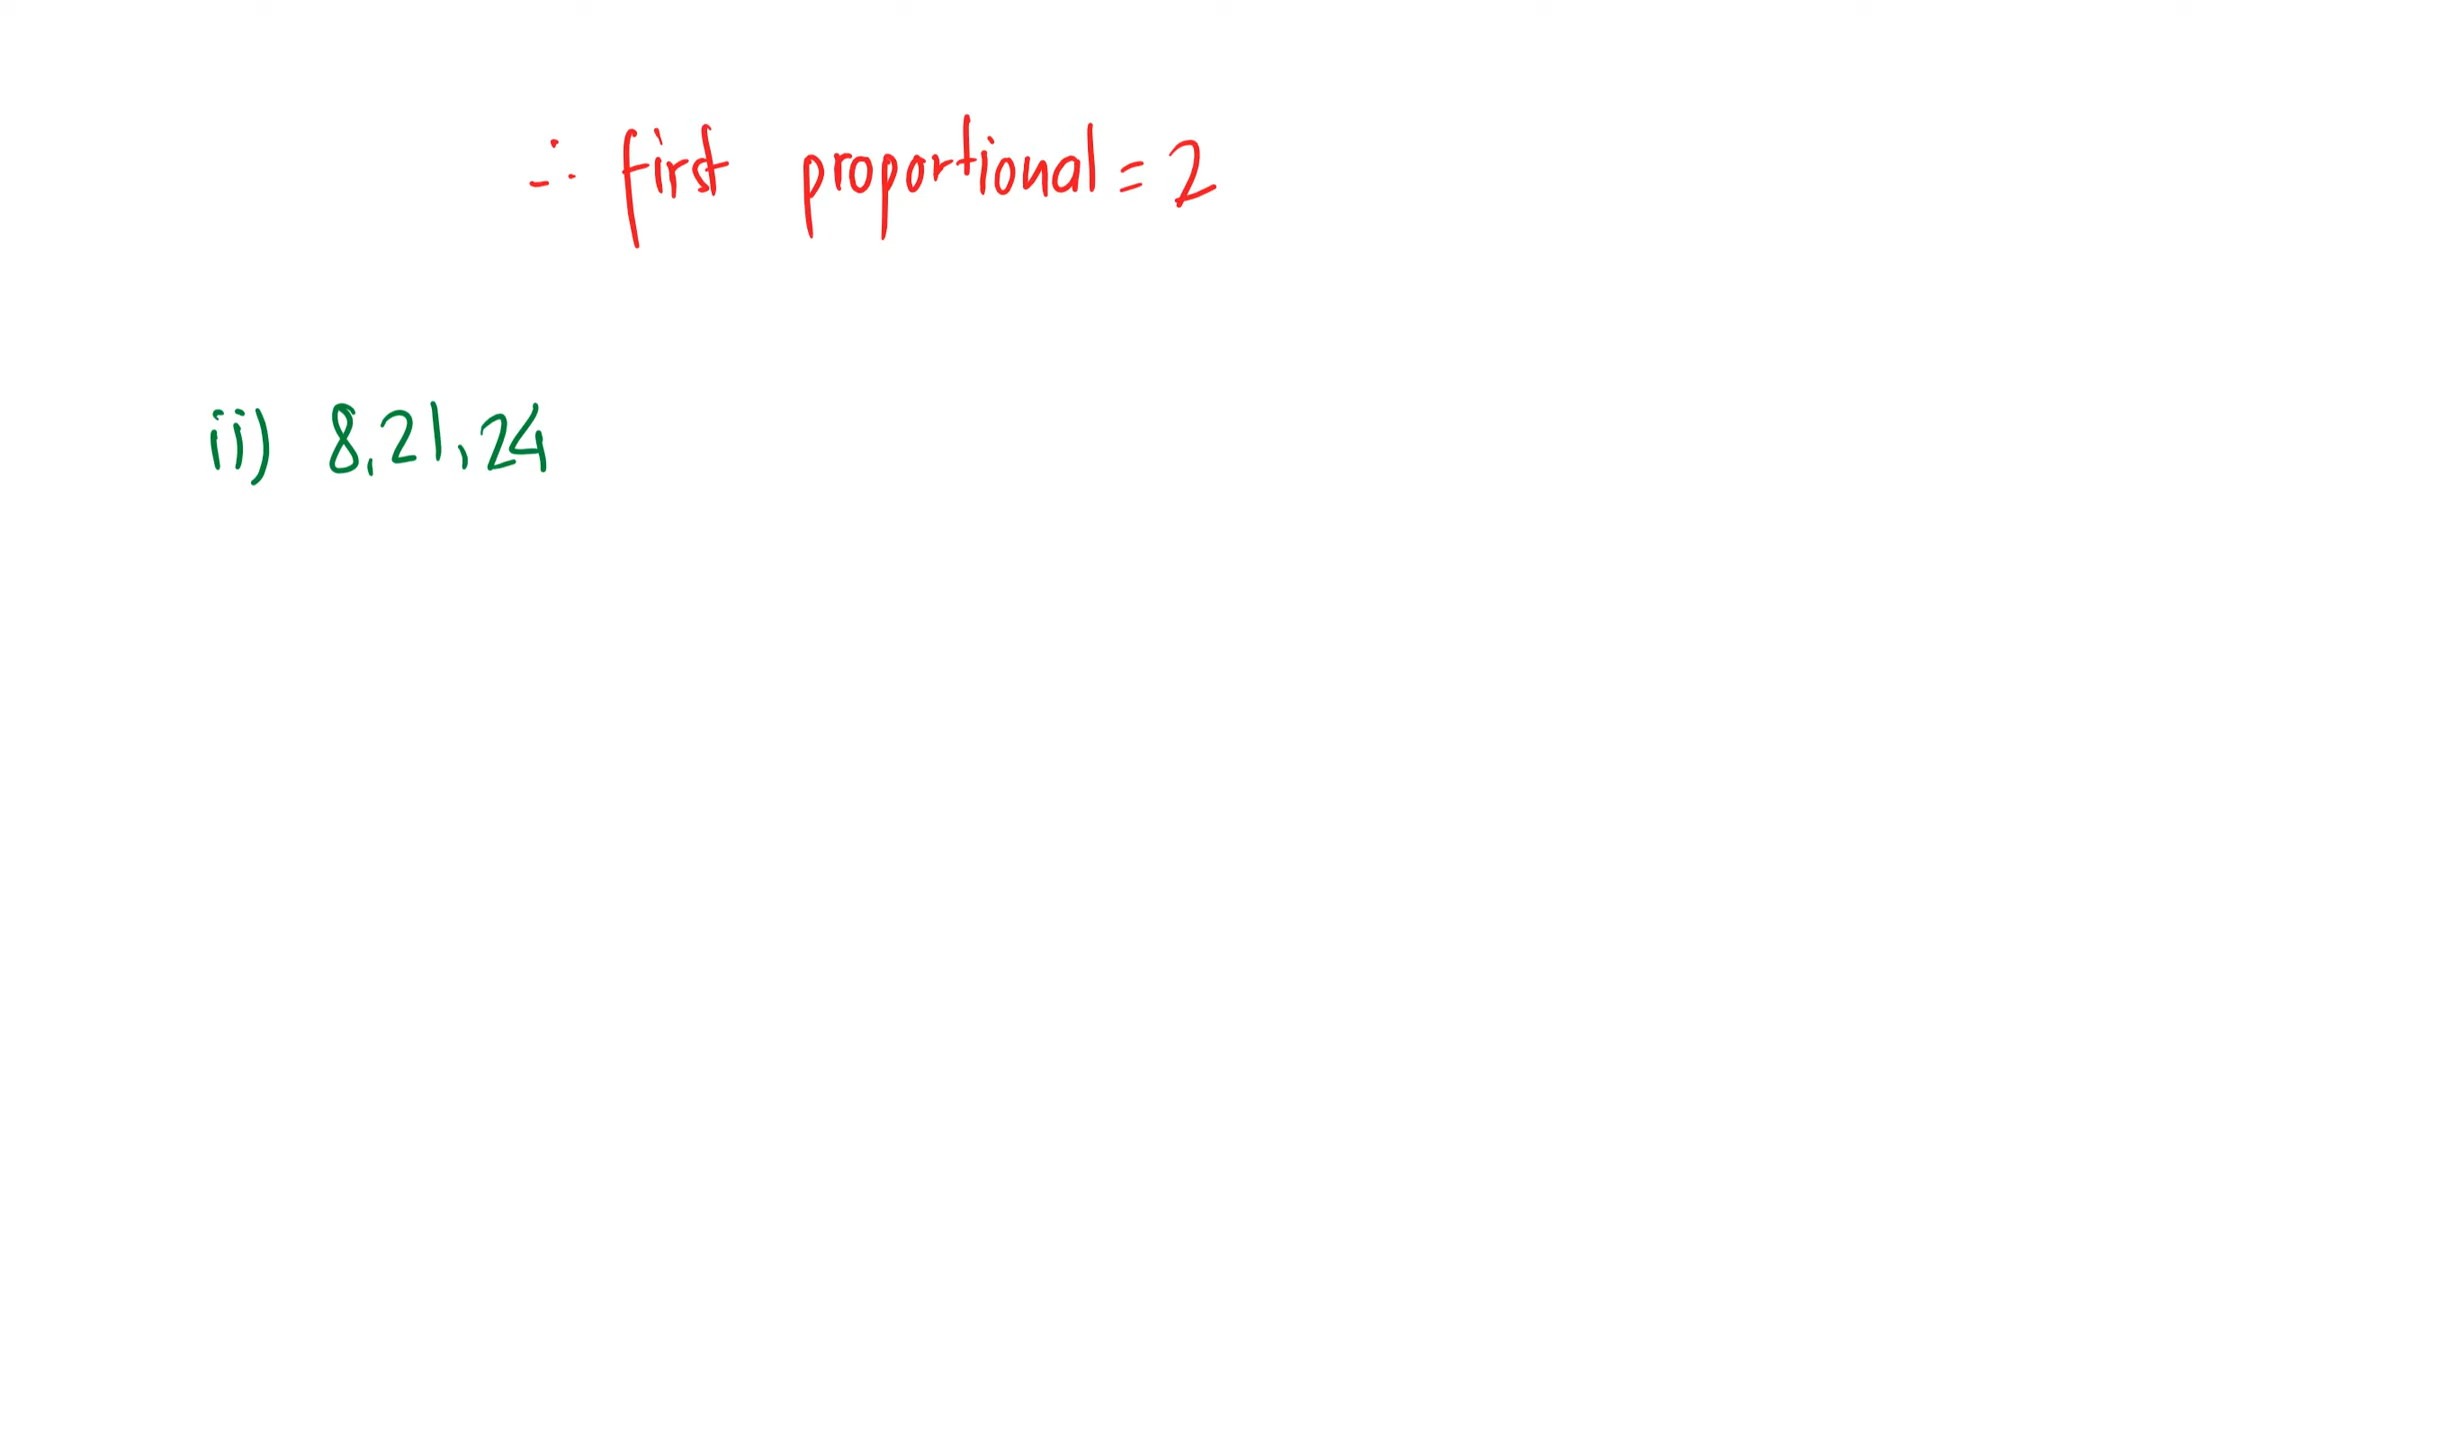 ∴ first proportional = 2
ii) 8, 21, 24